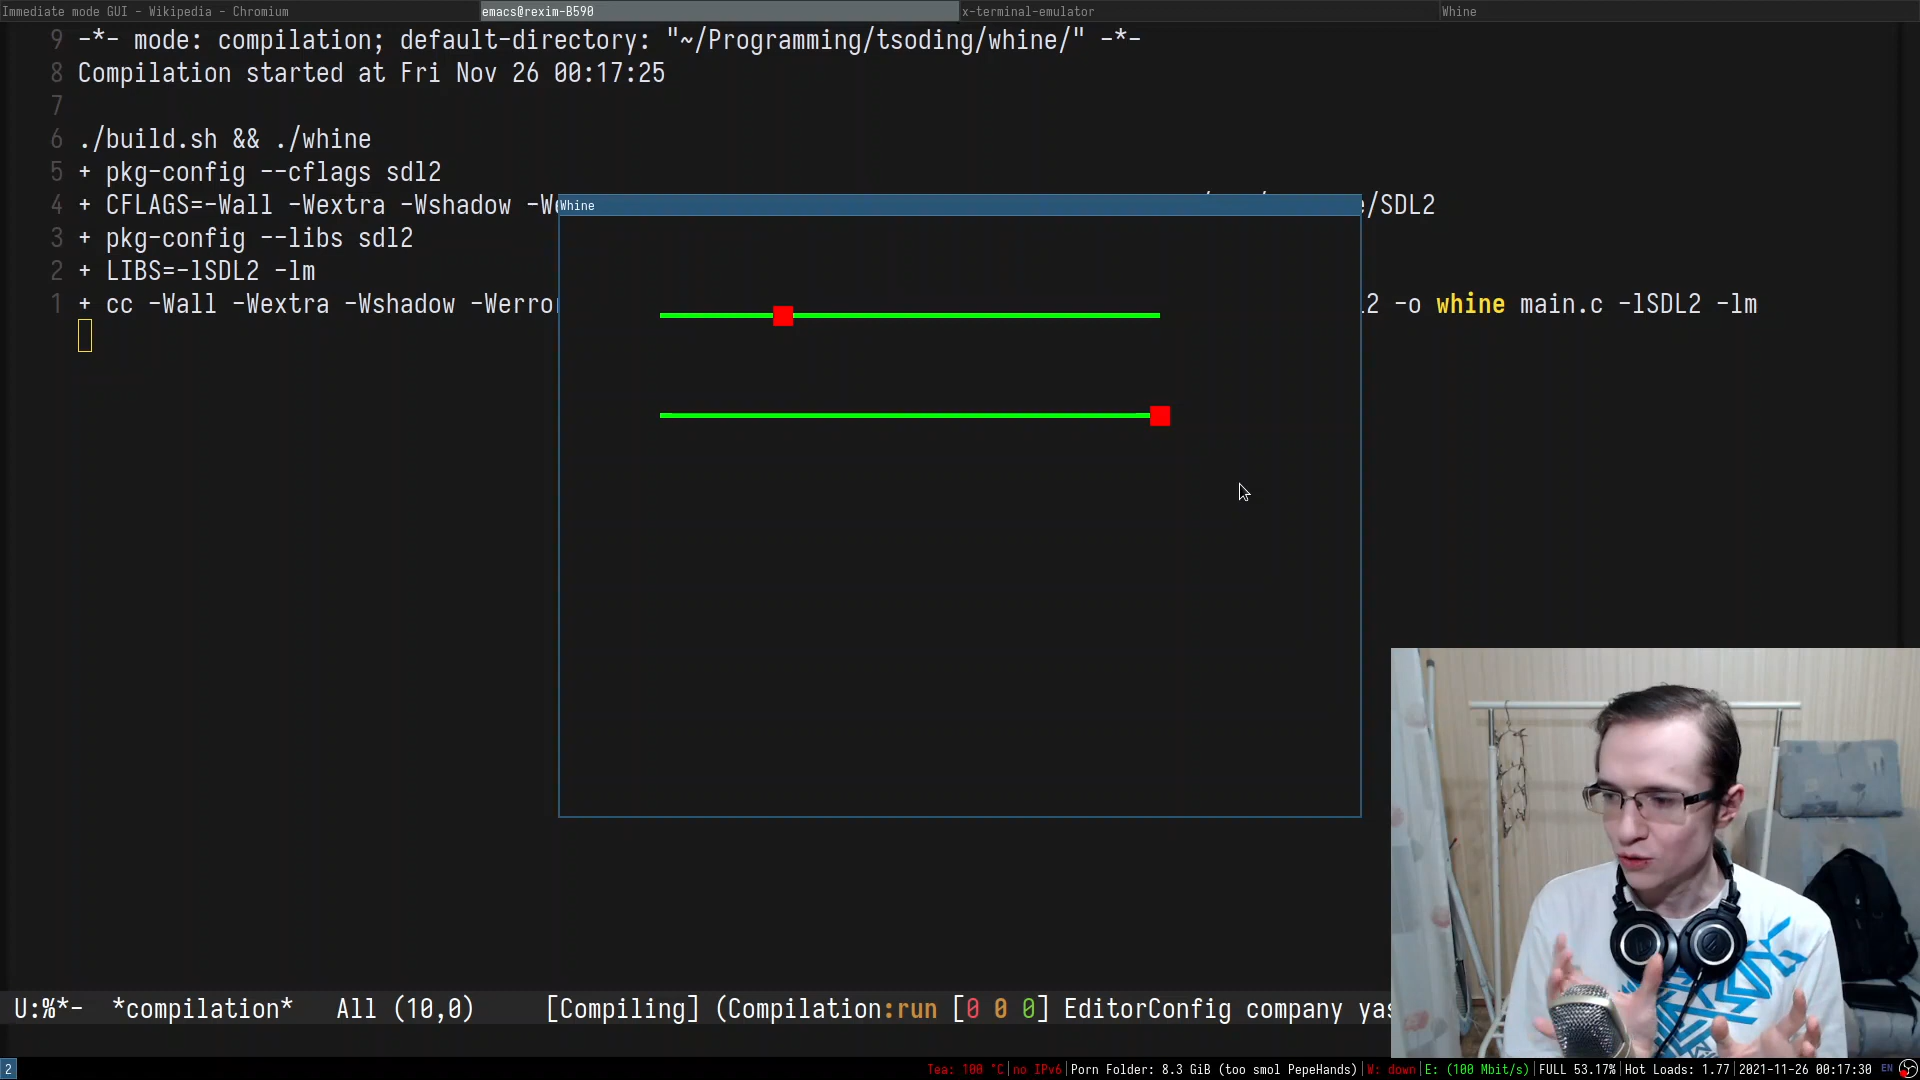 Immediate mode GUI - Wikipedia - Chromium
emacs@rexim-B590
x-terminal-emulator
Whine
9 -*- mode: compilation; default-directory: "~/Programming/tsoding/whine/" -*-
8 Compilation started at Fri Nov 26 00:17:25
7
6 ./build.sh && ./whine
5 + pkg-config --cflags sdl2
4 + CFLAGS=-Wall -Wextra -Wshadow /SDL2
Whine
3 + pkg-config --libs sdl2
2 + LIBS=-lSDL2 -lm
1 + cc -Wall -Wextra -Wshadow -Werror -o whine main.c -lSDL2 -lm
U:%*- *compilation* All (10,0) [Compiling] (Compilation:run [0 0 0] EditorConfig company yas
2 Tea: 100 °C|no IPv6|Porn Folder: 8.3 GiB (too smol PepeHands)|W: down|E: (100 Mbit/s)|FULL 53.17%|Hot Loads: 1.77|2021-11-26 00:17:30 EN